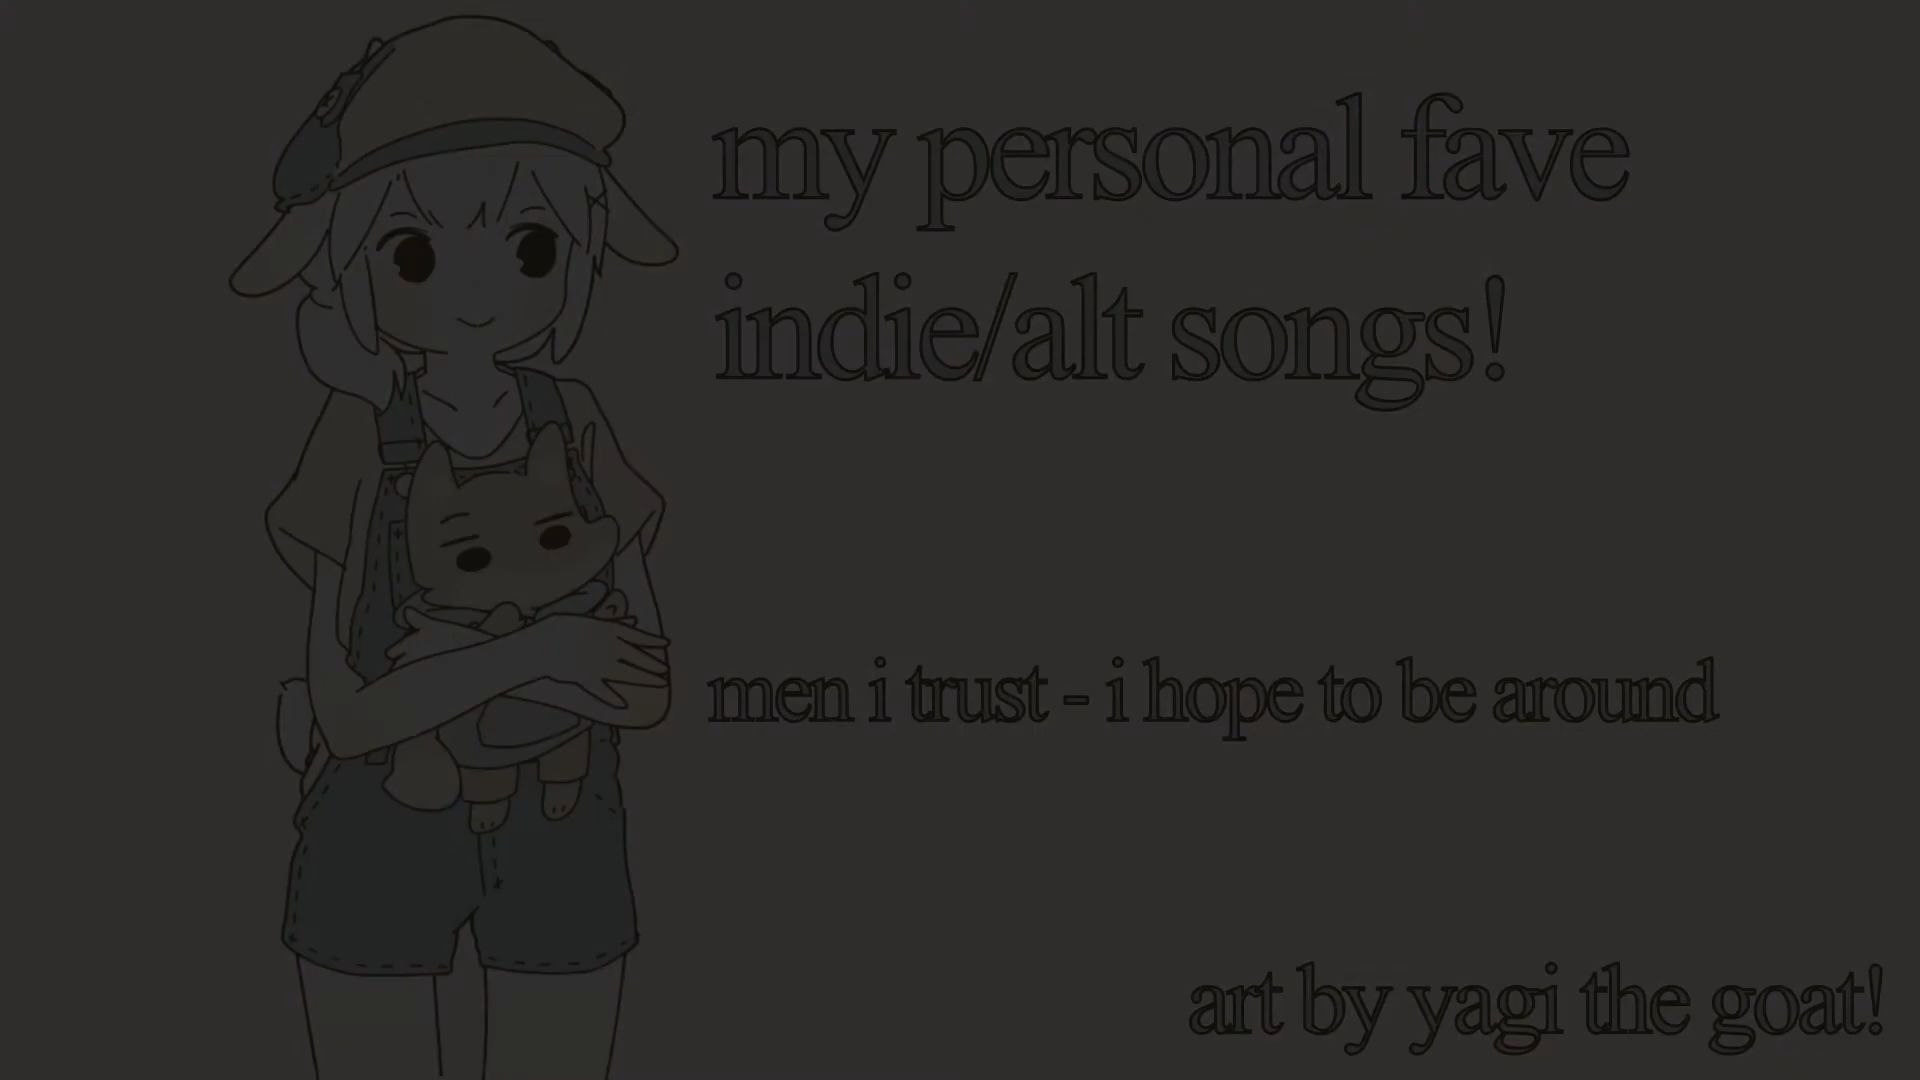 my personal fave
indie/alt songs!
men i trust - i hope to be around
art by yagi the goat!